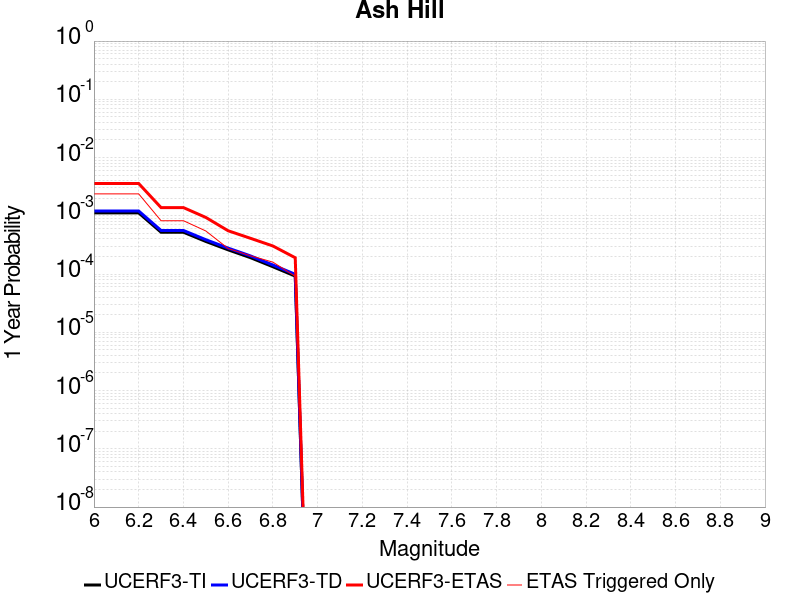 Ash Hill
10^0
10^-1
10^-2
10^-3
10^-4
10^-5
10^-6
10^-7
10^-8
1 Year Probability
6 6.2 6.4 6.6 6.8 7 7.2 7.4 7.6 7.8 8 8.2 8.4 8.6 8.8 9
Magnitude
UCERF3-TI UCERF3-TD UCERF3-ETAS ETAS Triggered Only